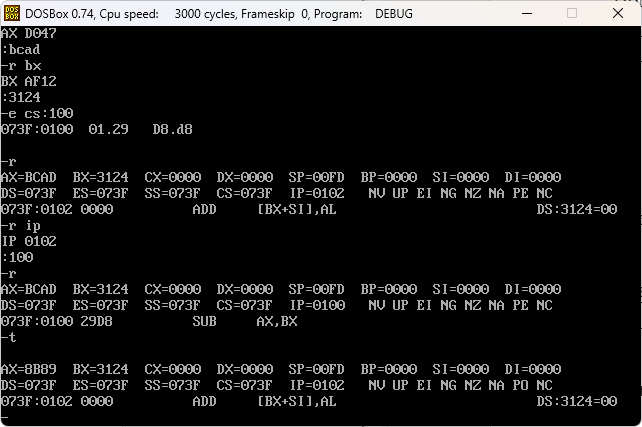 DOSBox 0.74, Cpu speed: 3000 cycles, Frameskip 0, Program: DEBUG
AX D047
:bcad
-r bx
BX AF12
:3124
-e cs:100
073F:0100 01.29 D8.d8
-r
AX=BCAD BX=3124 CX=0000 DX=0000 SP=00FD BP=0000 SI=0000 DI=0000
DS=073F ES=073F SS=073F CS=073F IP=0102 NV UP EI NG NZ NA PE NC
073F:0102 0000 ADD [BX+SI],AL DS:3124=00
-r ip
IP 0102
:100
-r
AX=BCAD BX=3124 CX=0000 DX=0000 SP=00FD BP=0000 SI=0000 DI=0000
DS=073F ES=073F SS=073F CS=073F IP=0100 NV UP EI NG NZ NA PE NC
073F:0100 29D8 SUB AX,BX
-t
AX=8B89 BX=3124 CX=0000 DX=0000 SP=00FD BP=0000 SI=0000 DI=0000
DS=073F ES=073F SS=073F CS=073F IP=0102 NV UP EI NG NZ NA PO NC
073F:0102 0000 ADD [BX+SI],AL DS:3124=00
-